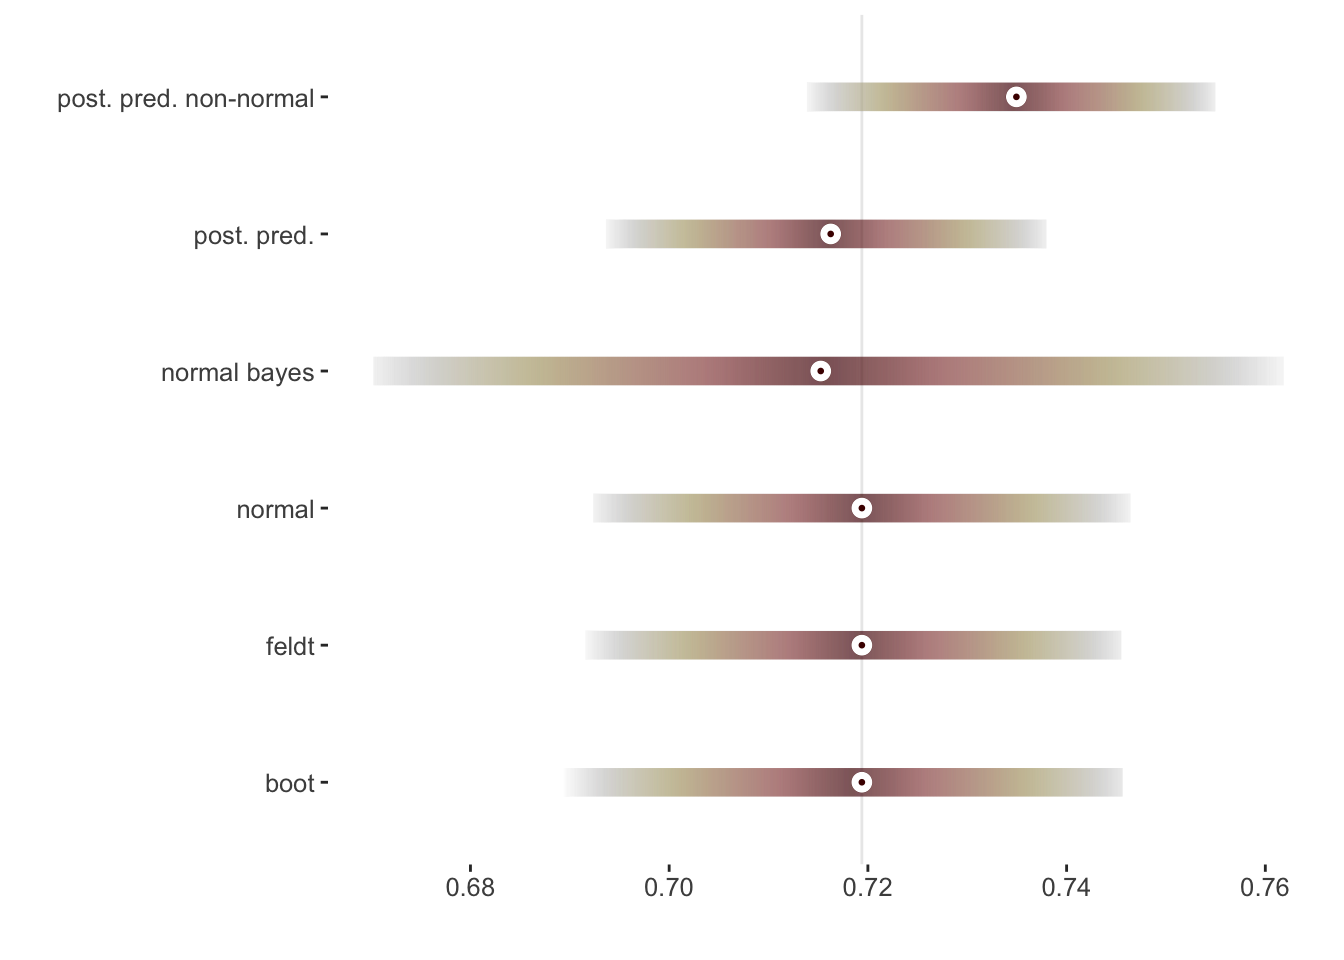 post. pred. non-normal
post. pred.
normal bayes
normal
feldt
boot
0.68 0.70 0.72 0.74 0.76